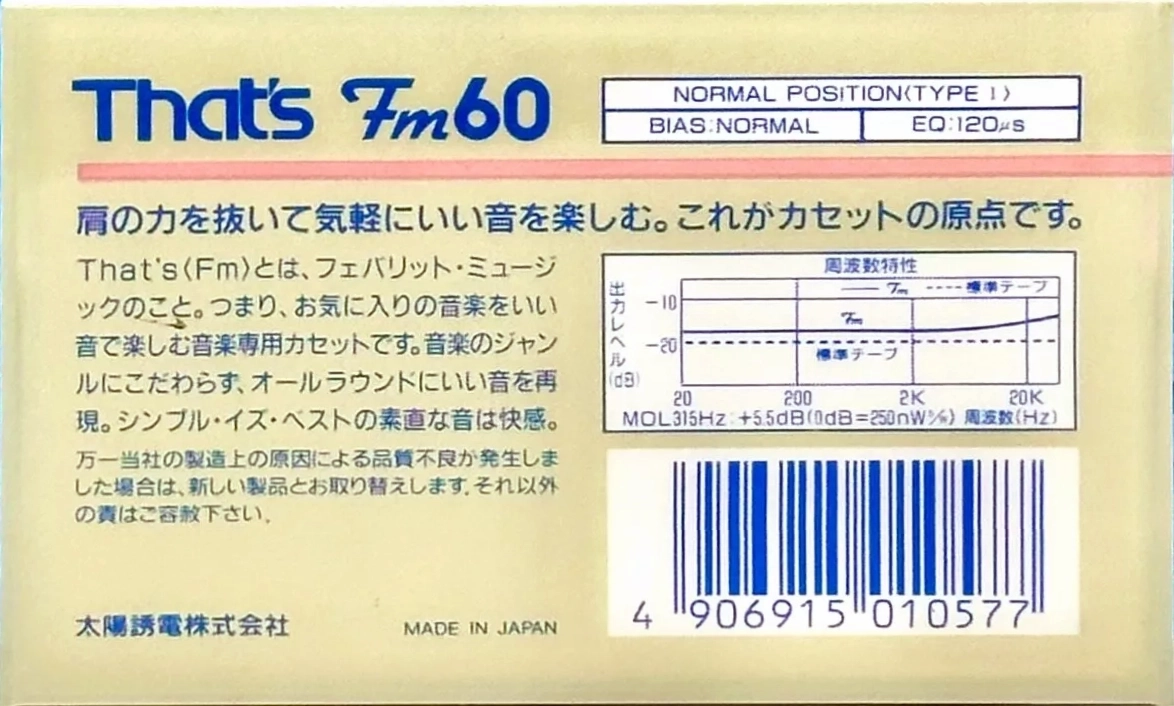 That's Fm60
NORMAL POSITION(TYPE I)
BIAS:NORMAL EQ:120μs
肩の力を抜いて気軽にいい音を楽しむ。これがカセットの原点です。
That's(Fm)とは、フェバリット・ミュージ
ックのこと。つまり、お気に入りの音楽をいい
音で楽しむ音楽専用カセットです。音楽のジャン
ルにこだわらず、オールラウンドにいい音を再
現。シンプル・イズ・ベストの素直な音は快感。
万一当社の製造上の原因による品質不良が発生しま
した場合は、新しい製品とお取り替えします。それ以外
の責はご容赦下さい。
太陽誘電株式会社 MADE IN JAPAN
周波数特性
Fm 標準テープ
出力レベル(dB)
-10
Fm
-20
標準テープ
20 200 2K 20K
MOL315Hz:+5.5dB(0dB=250nWb/m) 周波数(Hz)
4 906915 010577